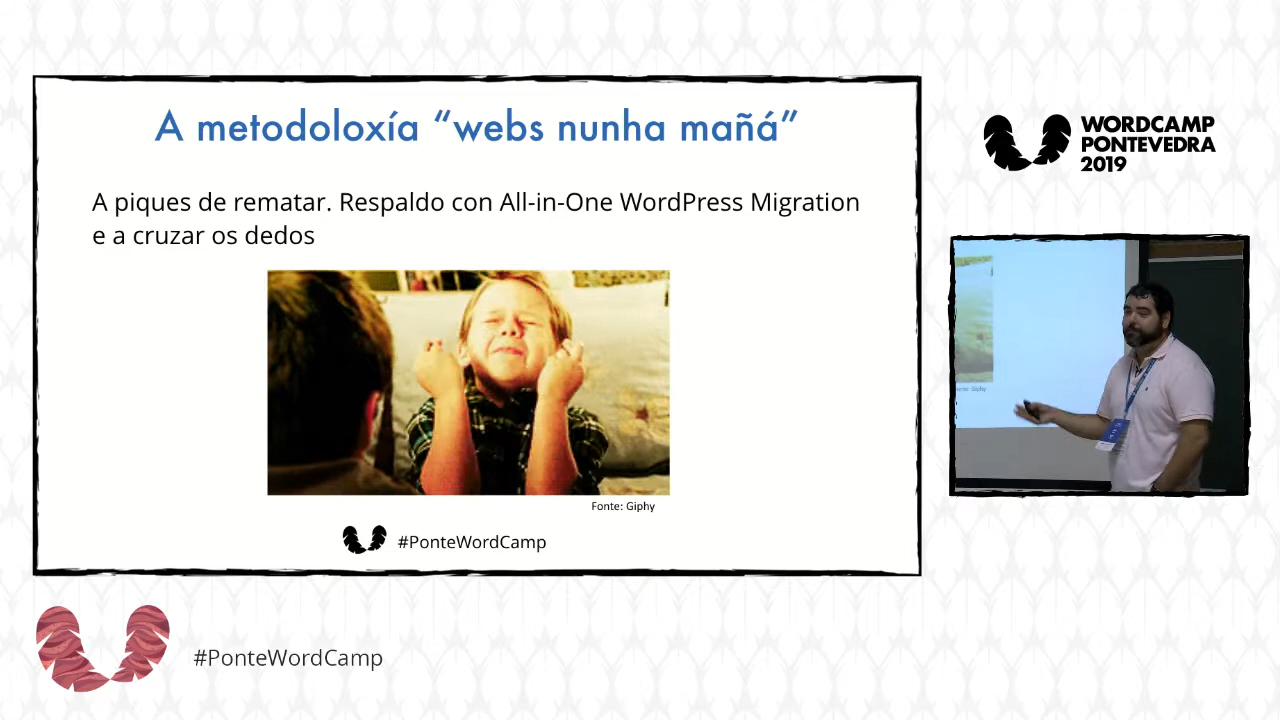 A metodoloxía “webs nunha mañá”
A piques de rematar. Respaldo con All-in-One WordPress Migration
e a cruzar os dedos
Fonte: Giphy
#PonteWordCamp
WORDCAMP
PONTEVEDRA
2019
#PonteWordCamp